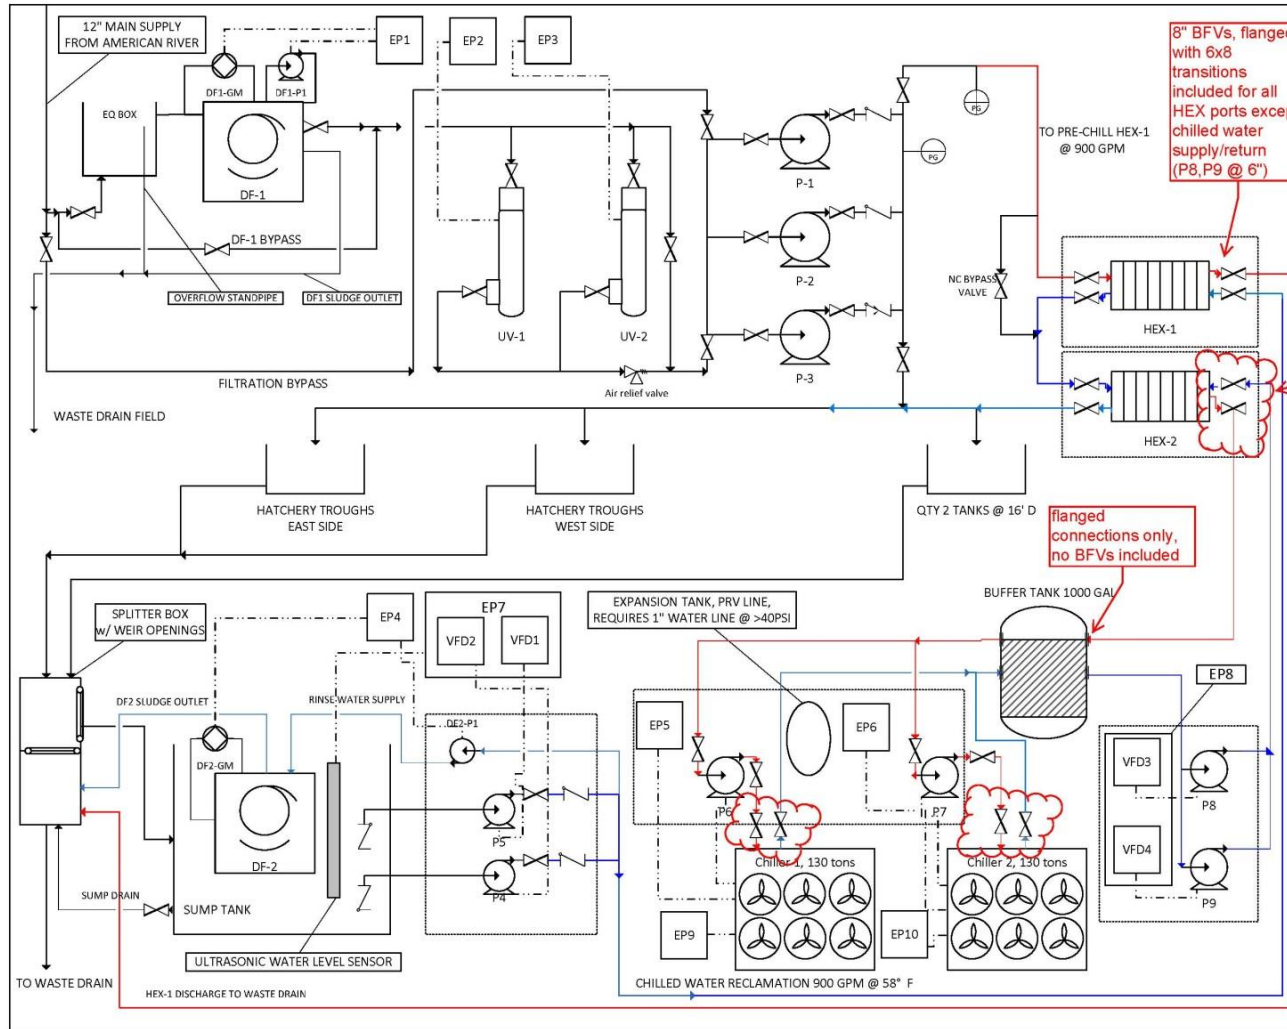 12" MAIN SUPPLY
FROM AMERICAN RIVER
EP1
EP2
EP3
DF1-GM
DF1-P1
EQ BOX
DF-1
DF-1 BYPASS
OVERFLOW STANDPIPE
DF1 SLUDGE OUTLET
FILTRATION BYPASS
WASTE DRAIN FIELD
UV-1
UV-2
Air relief valve
P-1
P-2
P-3
PG
PG
TO PRE-CHILL HEX-1
@ 900 GPM
8" BFVs, flanged
with 6x8
transitions
included for all
HEX ports excep
chilled water
supply/return
(P8,P9 @ 6")
NC BYPASS
VALVE
HEX-1
HEX-2
HATCHERY TROUGHS
EAST SIDE
HATCHERY TROUGHS
WEST SIDE
QTY 2 TANKS @ 16' D
flanged
connections only,
no BFVs included
BUFFER TANK 1000 GAL
SPLITTER BOX
w/ WEIR OPENINGS
EP4
EP7
VFD2
VFD1
EXPANSION TANK, PRV LINE,
REQUIRES 1" WATER LINE @ >40PSI
DF2 SLUDGE OUTLET
RINSE WATER SUPPLY
DF2-GM
DF2-P1
DF-2
P5
P4
SUMP DRAIN
SUMP TANK
ULTRASONIC WATER LEVEL SENSOR
TO WASTE DRAIN
HEX-1 DISCHARGE TO WASTE DRAIN
EP5
EP6
P6
P7
Chiller 1, 130 tons
Chiller 2, 130 tons
EP9
EP10
EP8
VFD3
VFD4
P8
P9
CHILLED WATER RECLAMATION 900 GPM @ 58° F